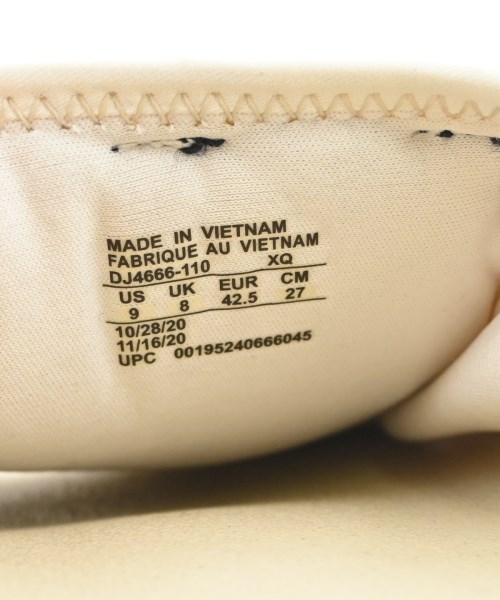 MADE IN VIETNAM
FABRIQUE AU VIETNAM
DJ4666-110 XQ
US UK EUR CM
9 8 42.5 27
10/28/20
11/16/20
UPC 00195240666045